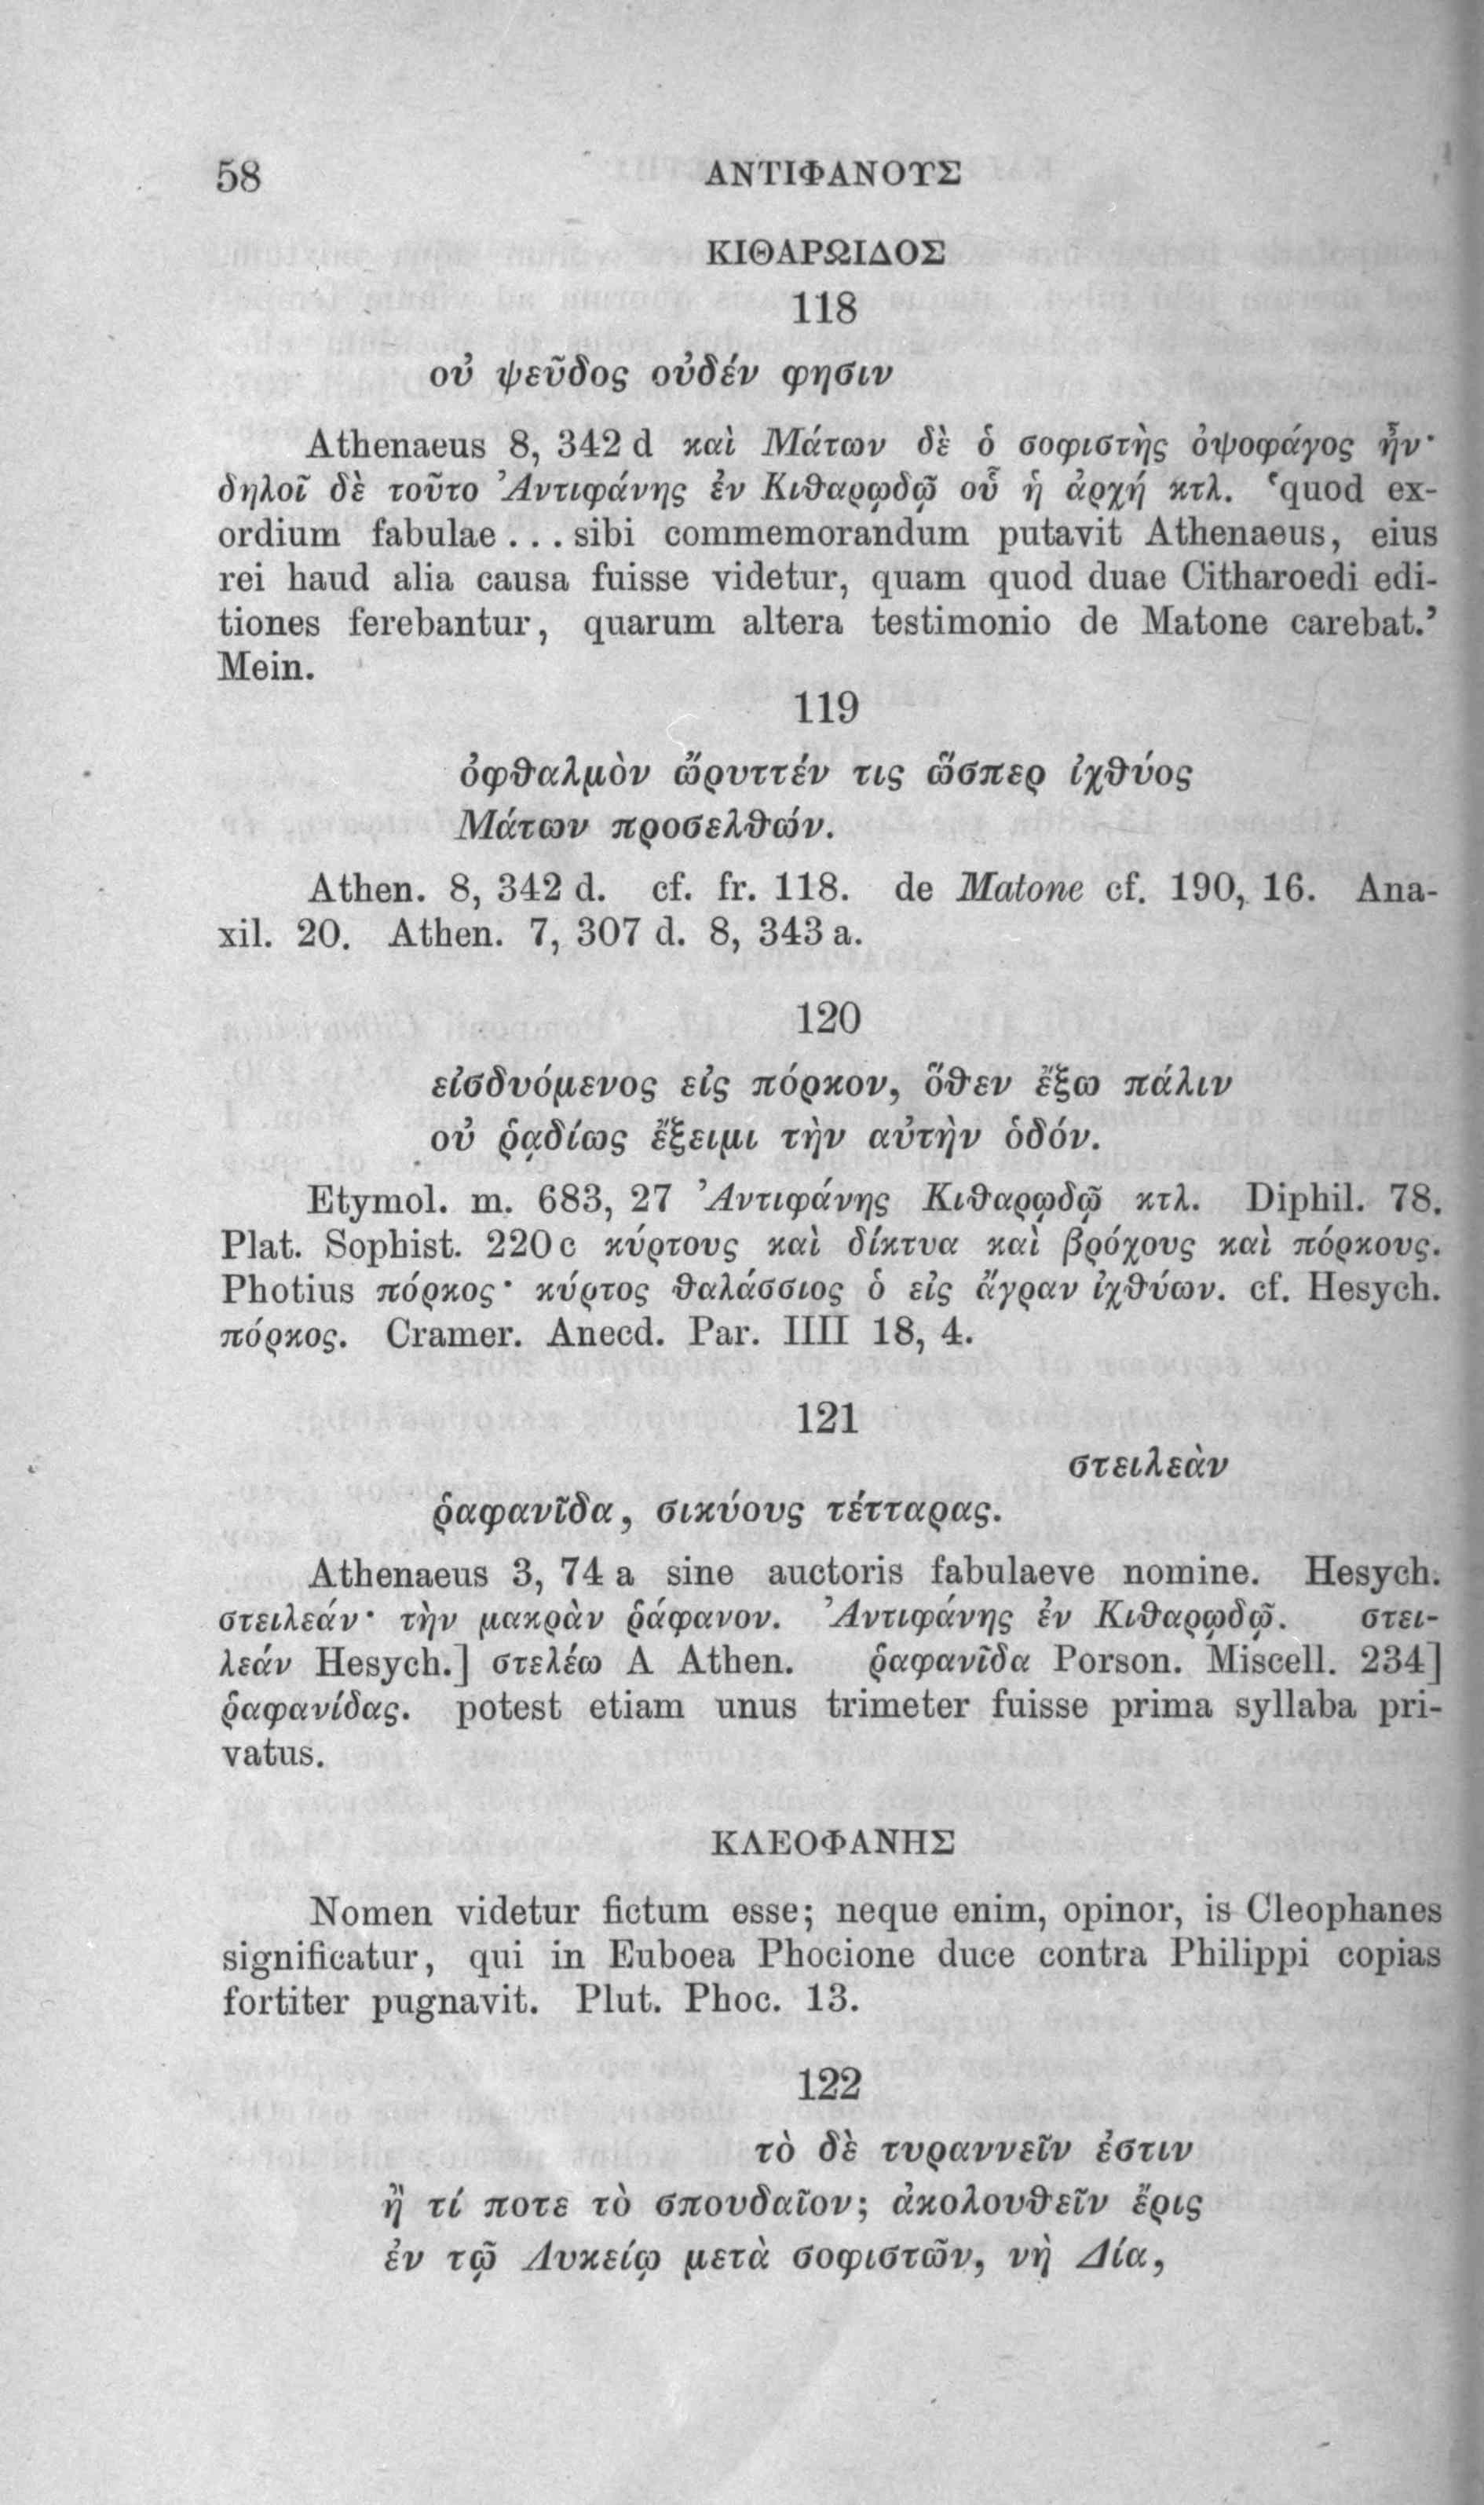 58
ΑΝΤΙΦΑΝΟΥΣ
ΚΙΘΑΡΩΙΔΟΣ
118
οὐ ψεῦδος οὐδέν φησιν
Athenaeus 8, 342 d καὶ Μάτων δὲ ὁ σοφιστὴς ὀψοφάγος ἦν·
δηλοῖ δὲ τοῦτο Ἀντιφάνης ἐν Κιθαρῳδῷ οὗ ἡ ἀρχή κτλ. ‘quod ex-
ordium fabulae . . . sibi commemorandum putavit Athenaeus, eius
rei haud alia causa fuisse videtur, quam quod duae Citharoedi edi-
tiones ferebantur, quarum altera testimonio de Matone carebat.’
Mein.
119
ὀφθαλμὸν ὤρυττέν τις ὥσπερ ἰχθύος
Μάτων προσελθών.
Athen. 8, 342 d. cf. fr. 118. de Matone cf. 190, 16. Ana-
xil. 20. Athen. 7, 307 d. 8, 343 a.
120
εἰσδυόμενος εἰς πόρκον, ὅθεν ἔξω πάλιν
οὐ ῥᾳδίως ἔξειμι τὴν αὐτὴν ὁδόν.
Etymol. m. 683, 27 Ἀντιφάνης Κιθαρῳδῷ κτλ. Diphil. 78.
Plat. Sophist. 220 c κύρτους καὶ δίκτυα καὶ βρόχους καὶ πόρκους.
Photius πόρκος· κύρτος θαλάσσιος ὁ εἰς ἄγραν ἰχθύων. cf. Hesych.
πόρκος. Cramer. Anecd. Par. IIII 18, 4.
121
στειλεὰν
ῥαφανῖδα, σικύους τέτταρας.
Athenaeus 3, 74 a sine auctoris fabulaeve nomine. Hesych.
στειλεάν· τὴν μακρὰν ῥάφανον. Ἀντιφάνης ἐν Κιθαρῳδῷ. στει-
λεάν Hesych.] στελέω A Athen. ῥαφανῖδα Porson. Miscell. 234]
ῥαφανίδας. potest etiam unus trimeter fuisse prima syllaba pri-
vatus.
ΚΛΕΟΦΑΝΗΣ
Nomen videtur fictum esse; neque enim, opinor, is Cleophanes
significatur, qui in Euboea Phocione duce contra Philippi copias
fortiter pugnavit. Plut. Phoc. 13.
122
τὸ δὲ τυραννεῖν ἐστιν
ἢ τί ποτε τὸ σπουδαῖον; ἀκολουθεῖν ἔρις
ἐν τῷ Λυκείῳ μετὰ σοφιστῶν, νὴ Δία,